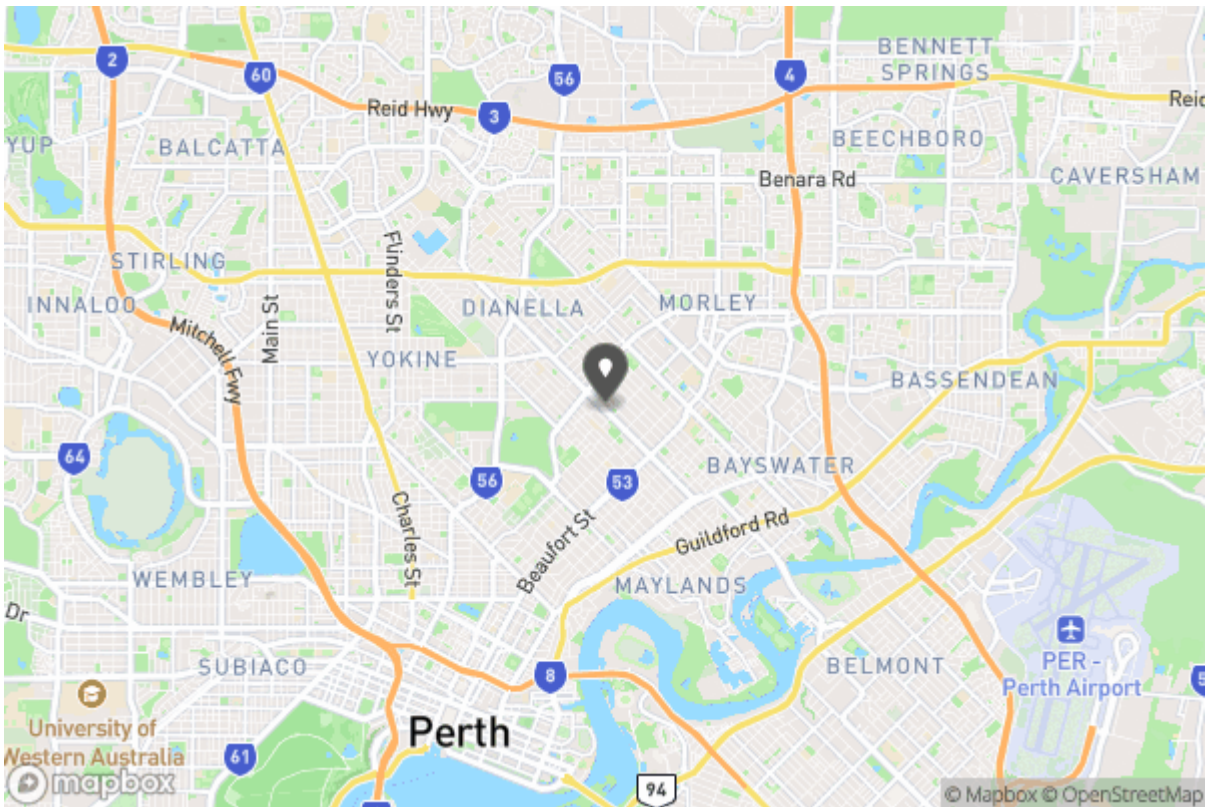 BENNETT
SPRINGS
2
60
56
4
Reid Hwy
3
Reid
YUP
BALCATTA
BEECHBORO
Benara Rd
CAVERSHAM
STIRLING
Flinders St
INNALOO
Main St
DIANELLA
MORLEY
Mitchell Fwy
YOKINE
BASSENDEAN
64
56
53
BAYSWATER
Charles St
Beaufort St
Guildford Rd
WEMBLEY
MAYLANDS
Dr
SUBIACO
8
BELMONT
PER -
Perth Airport
5
University of
Western Australia
Perth
61
94
mapbox
© Mapbox © OpenStreetMap